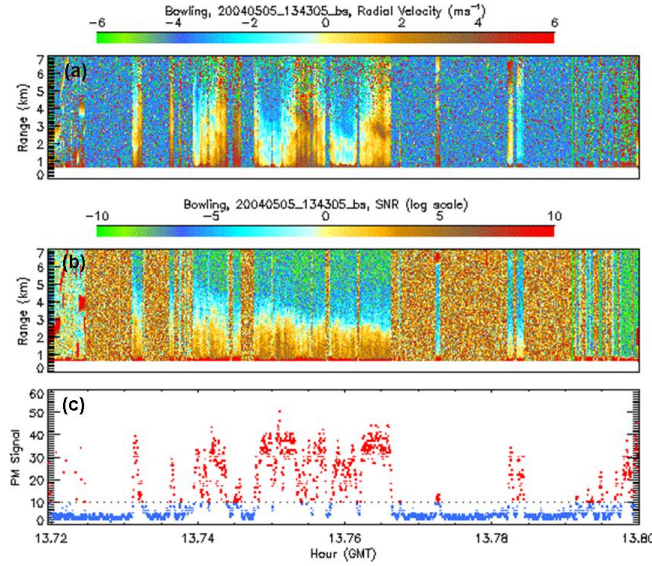 Bowling, 20040505_134305_bs, Radial Velocity (ms⁻¹)
−6 −4 −2 0 2 4 6
(a)
7
6
5
4
3
2
1
0
Range (km)
Bowling, 20040505_134305_bs, SNR (log scale)
−10 −5 0 5 10
(b)
7
6
5
4
3
2
1
0
Range (km)
(c)
60
50
40
30
20
10
0
PM Signal
13.72 13.74 13.76 13.78 13.80
Hour (GMT)